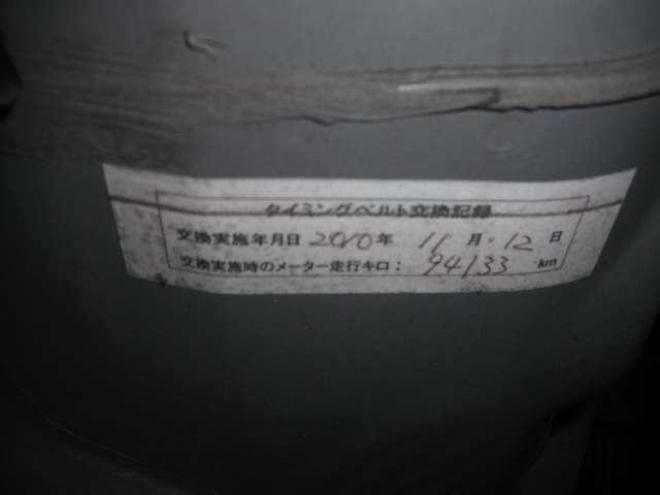 タイミングベルト交換記録
交換実施年月日 2010年 11月 12日
交換実施時のメーター走行キロ: 94133 km